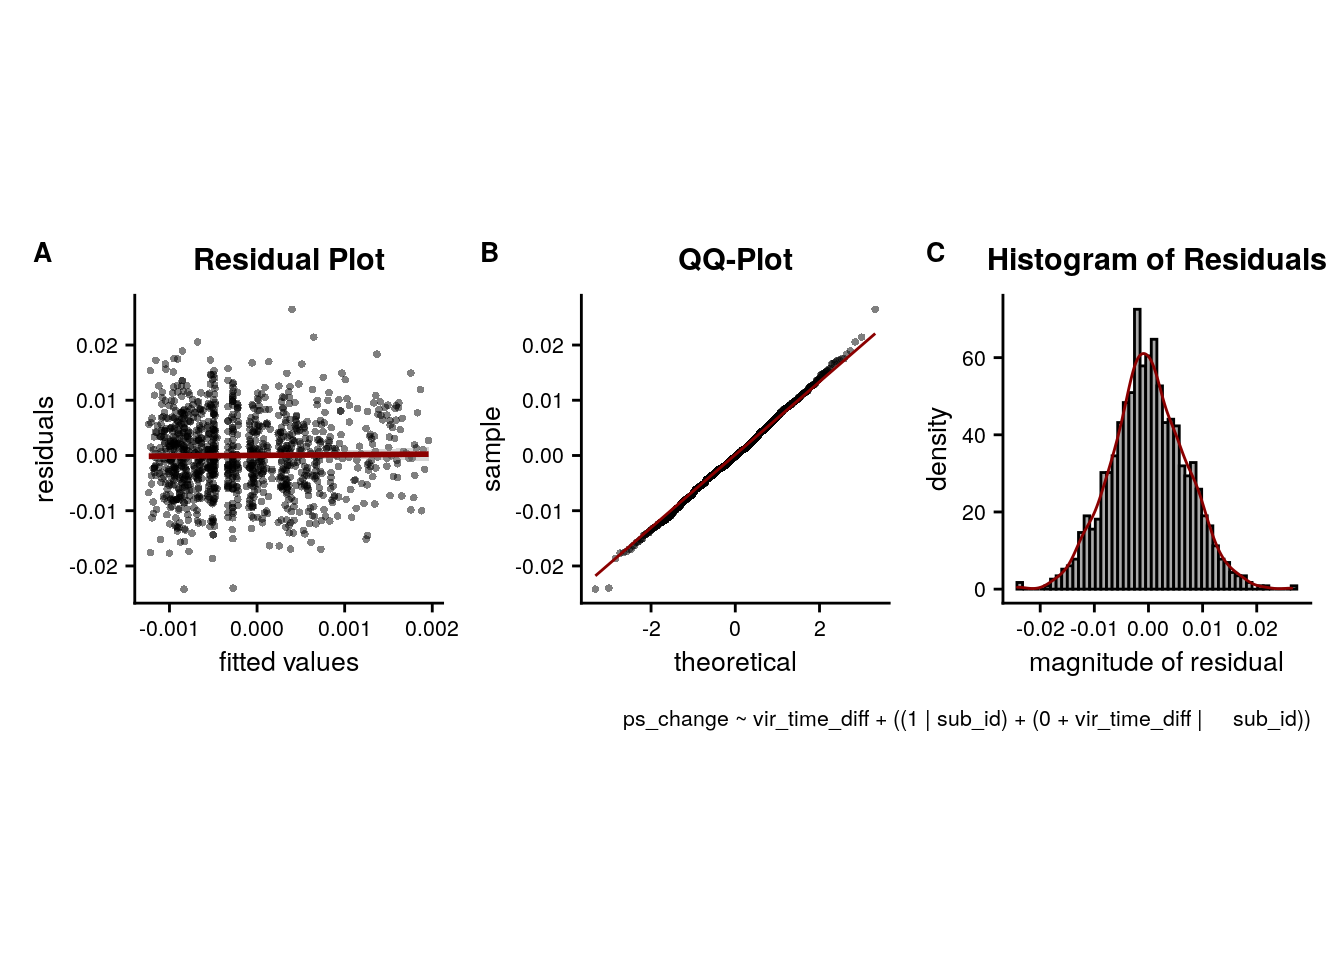 A
Residual Plot
residuals
0.02
0.01
0.00
-0.01
-0.02
-0.001 0.000 0.001 0.002
fitted values
B
QQ-Plot
sample
0.02
0.01
0.00
-0.01
-0.02
-2 0 2
theoretical
C
Histogram of Residuals
density
60
40
20
0
-0.02 -0.01 0.00 0.01 0.02
magnitude of residual
ps_change ~ vir_time_diff + ((1 | sub_id) + (0 + vir_time_diff | sub_id))